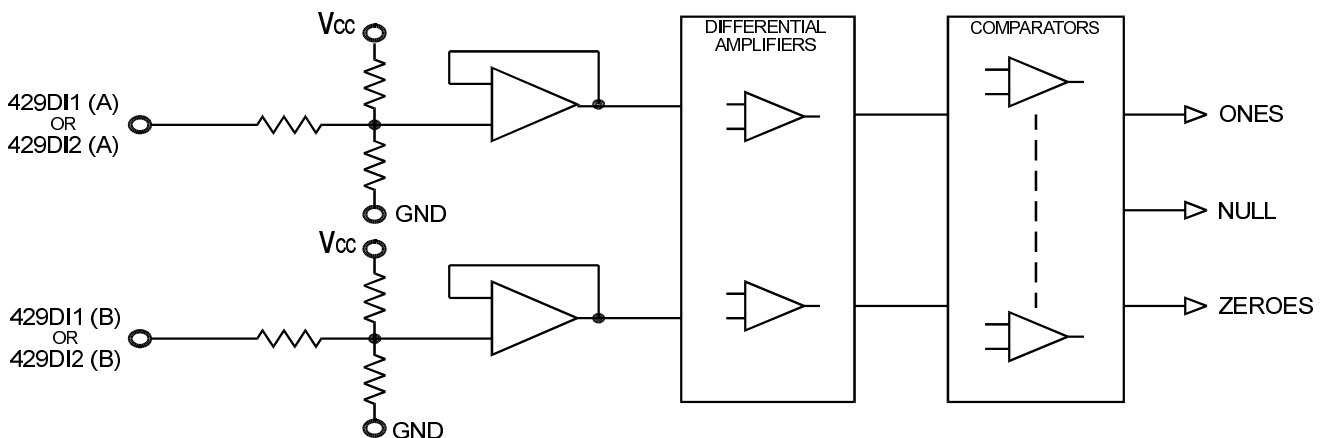 Vcc
429DI1 (A)
OR
429DI2 (A)
GND
Vcc
429DI1 (B)
OR
429DI2 (B)
GND
DIFFERENTIAL
AMPLIFIERS
COMPARATORS
ONES
NULL
ZEROES